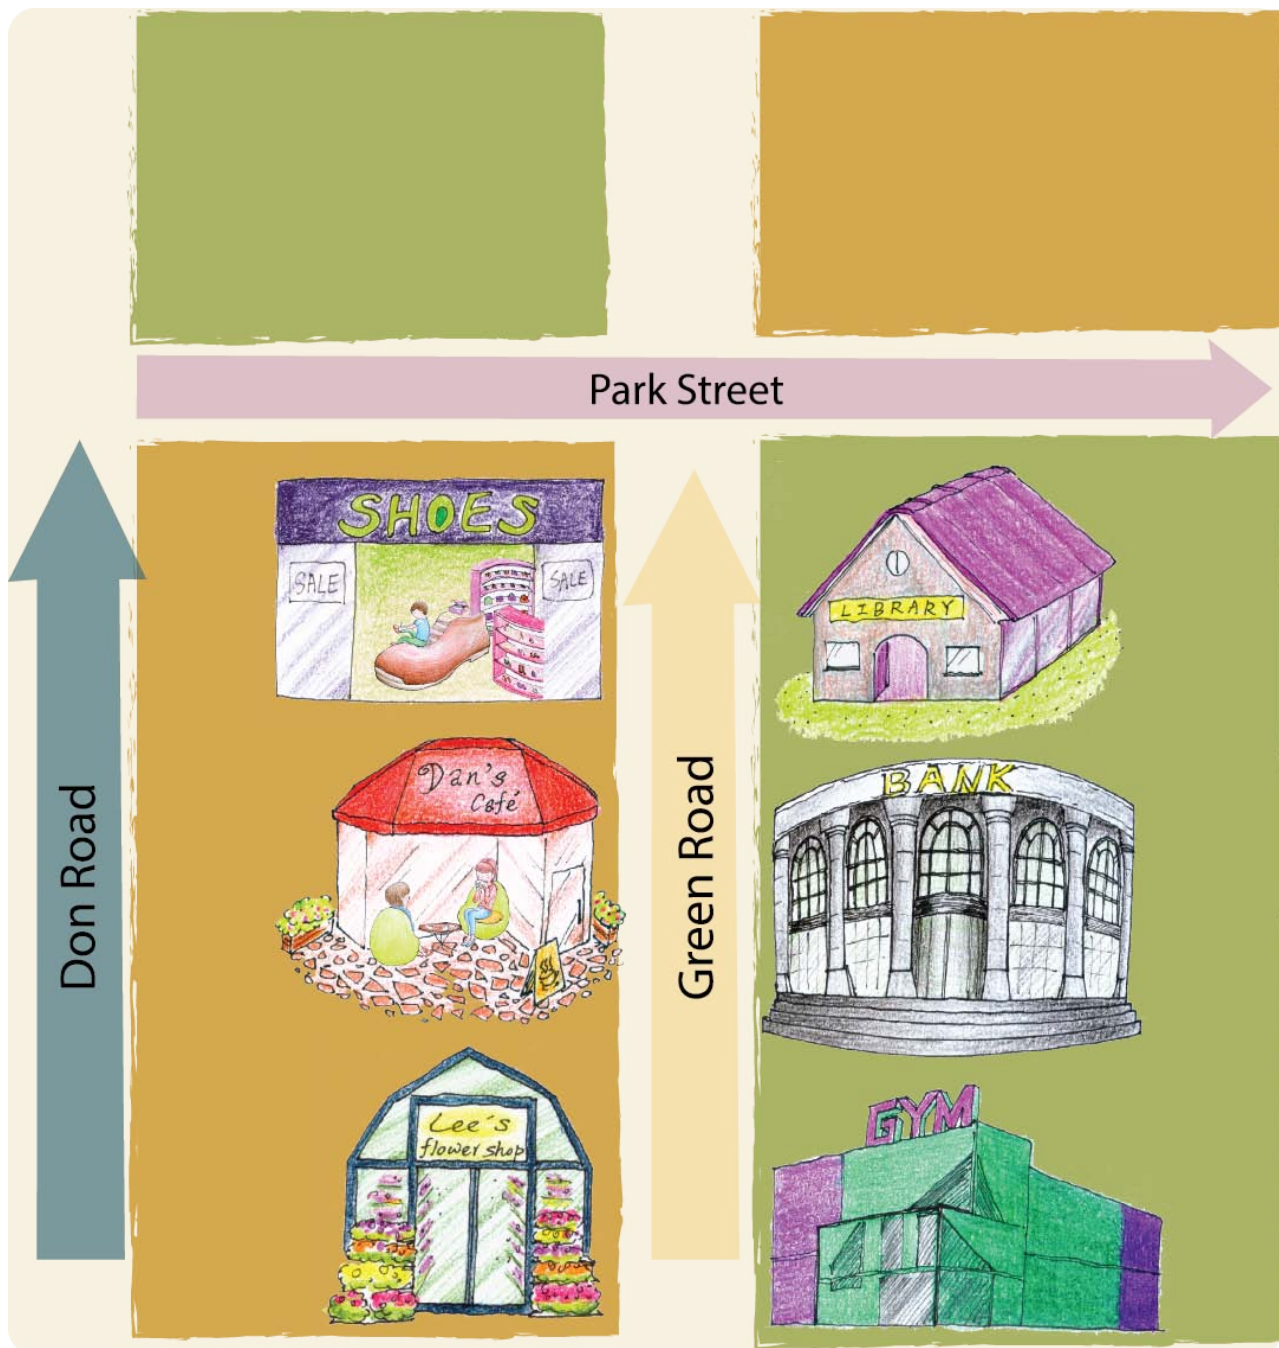 Park Street
SHOES
SALE
SALE
LIBRARY
Dan's
Café
BANK
Don Road
Green Road
Lee's
flower shop
GYM